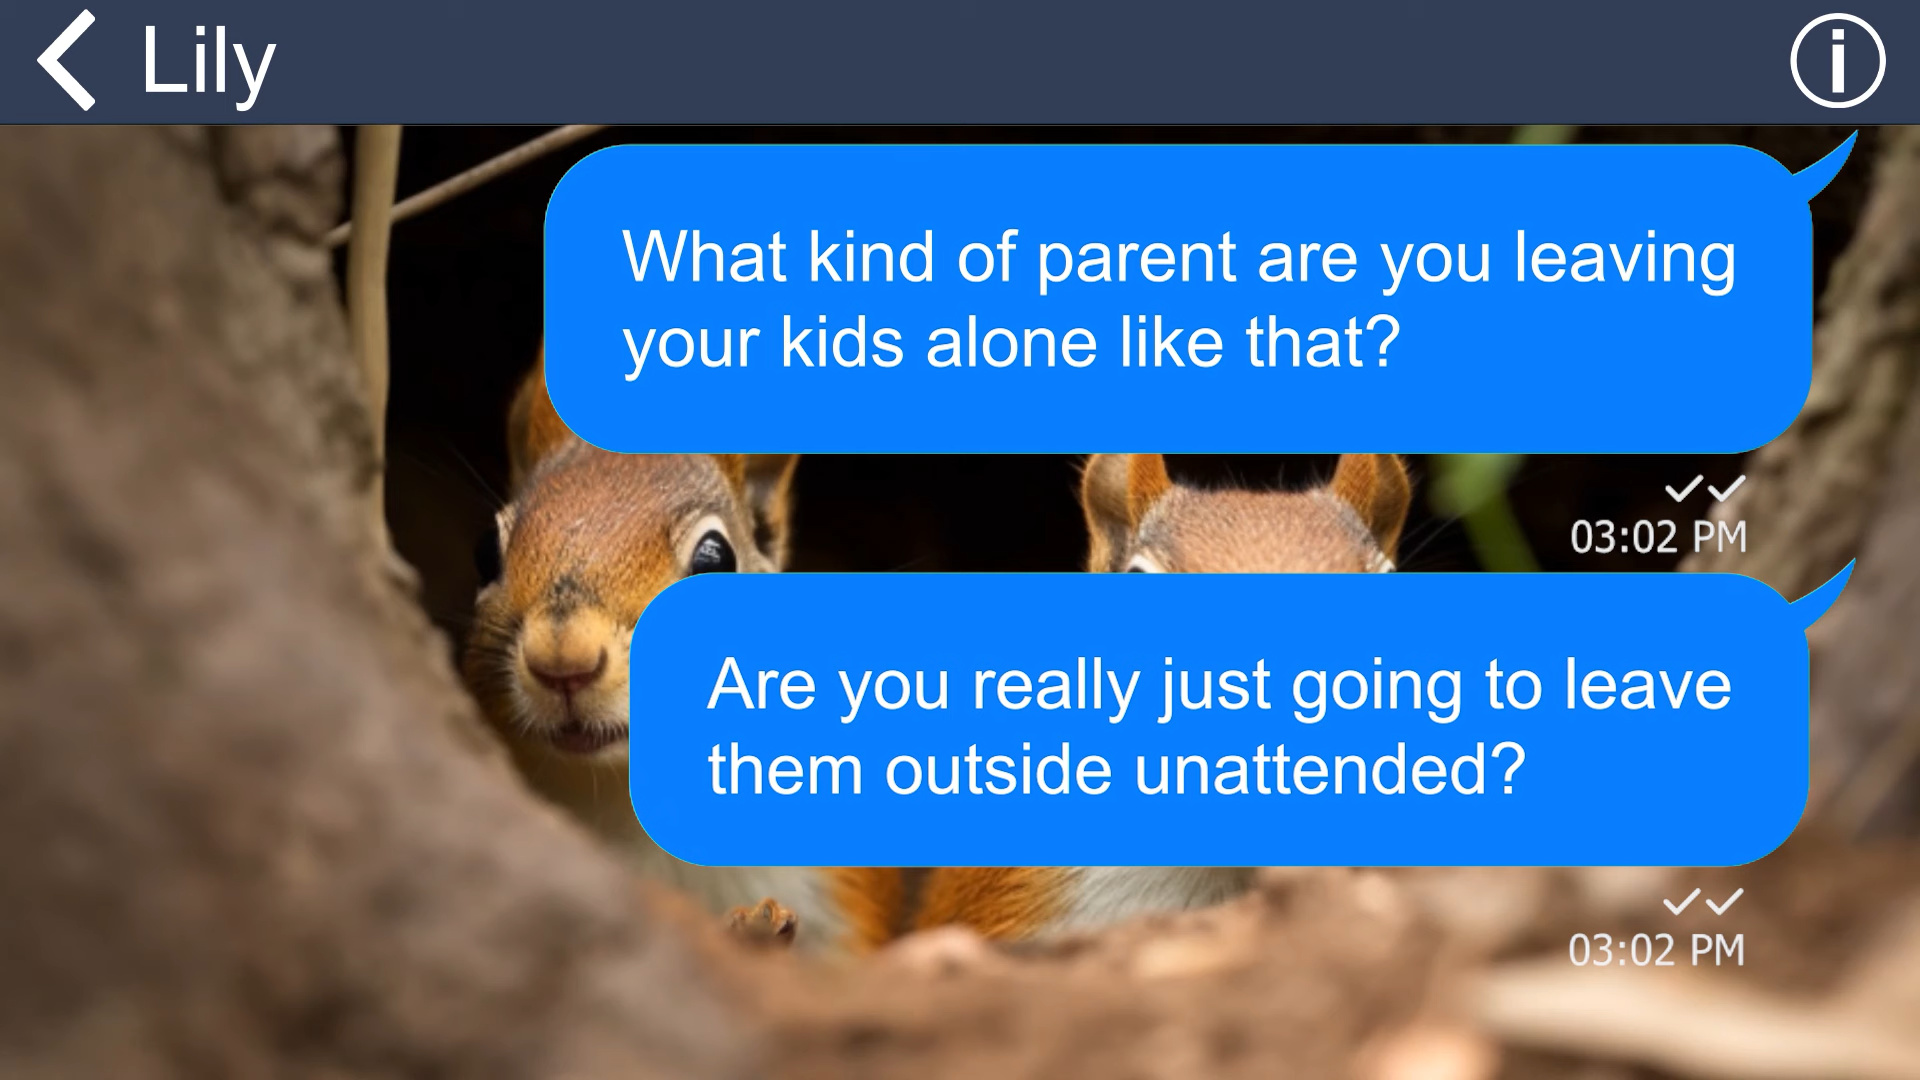 Lily
What kind of parent are you leaving
your kids alone like that?
03:02 PM
Are you really just going to leave
them outside unattended?
03:02 PM